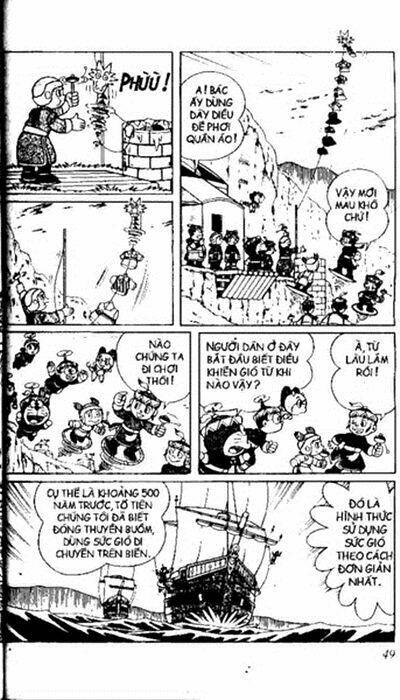 PHÙÙ!
A! BÁC
ẤY DÙNG
DÂY DIỀU
ĐỂ PHƠI
QUẦN ÁO!
VẬY MỚI
MAU KHÔ
CHỨ!
NÀO
CHÚNG TA
ĐI CHƠI
THÔI!
NGƯỜI DÂN Ở ĐÂY
BẮT ĐẦU BIẾT ĐIỀU
KHIỂN GIÓ TỪ KHI
NÀO VẬY?
À, TỪ
LÂU LẮM
RỒI!
CỤ THỂ LÀ KHOẢNG 500
NĂM TRƯỚC, TỔ TIÊN
CHÚNG TÔI ĐÃ BIẾT
ĐÓNG THUYỀN BUỒM,
DÙNG SỨC GIÓ DI
CHUYỂN TRÊN BIỂN.
ĐÓ LÀ
HÌNH THỨC
SỬ DỤNG
SỨC GIÓ
THEO CÁCH
ĐƠN GIẢN
NHẤT.
49